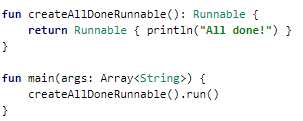 fun createAllDoneRunnable(): Runnable {
    return Runnable { println("All done!") }
}
fun main(args: Array<String>) {
    createAllDoneRunnable().run()
}